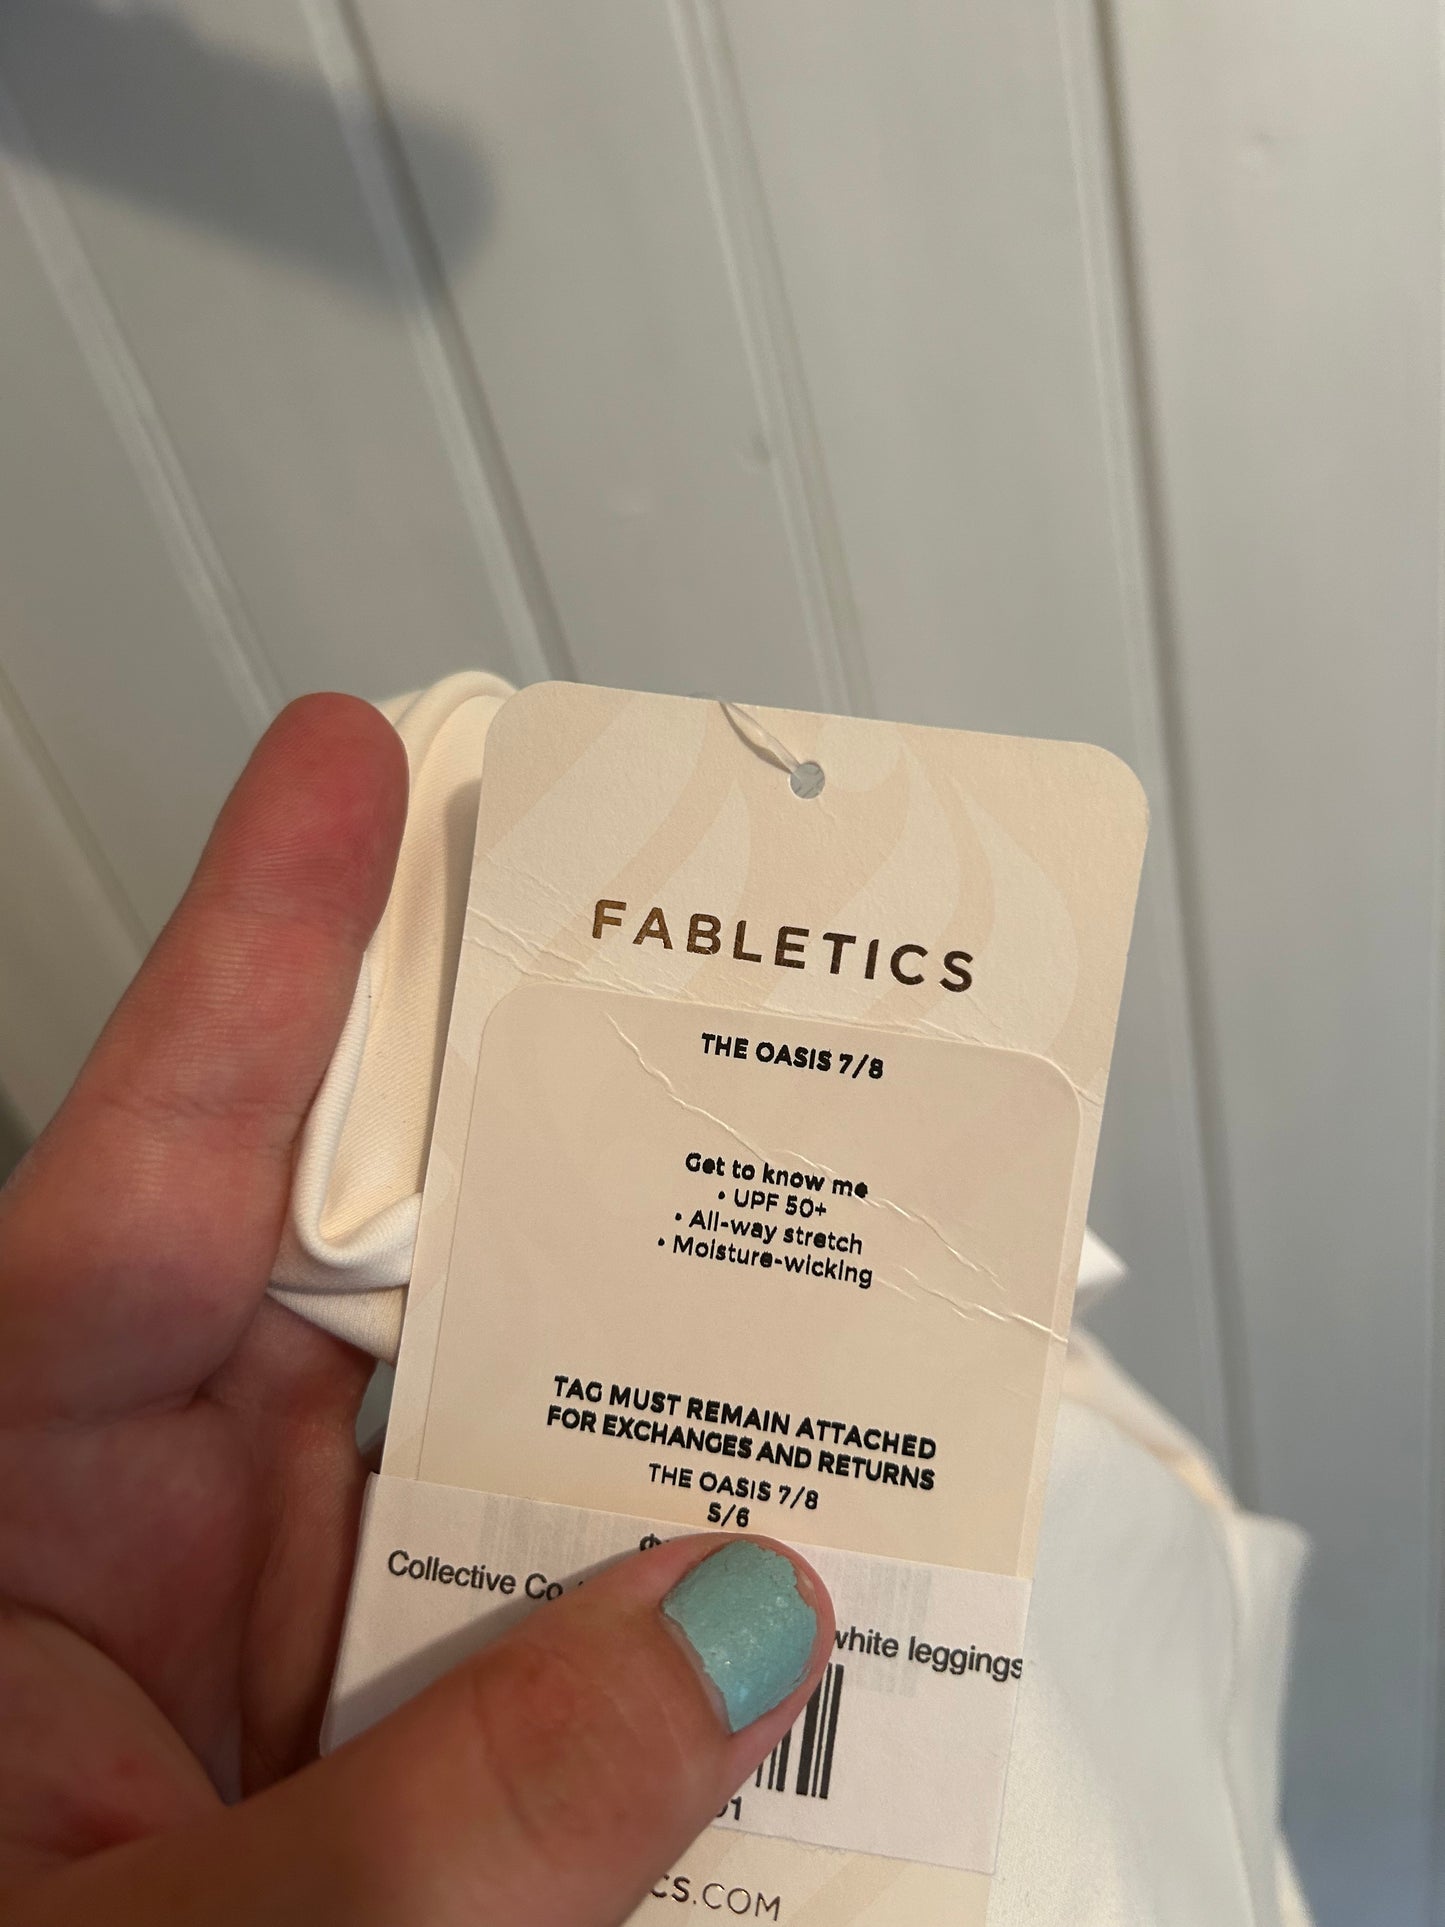 FABLETICS
THE OASIS 7/8
Get to know me
• UPF 50+
• All-way stretch
• Moisture-wicking
TAG MUST REMAIN ATTACHED
FOR EXCHANGES AND RETURNS
THE OASIS 7/8
5/6
Collective Co
white leggings
CS.COM